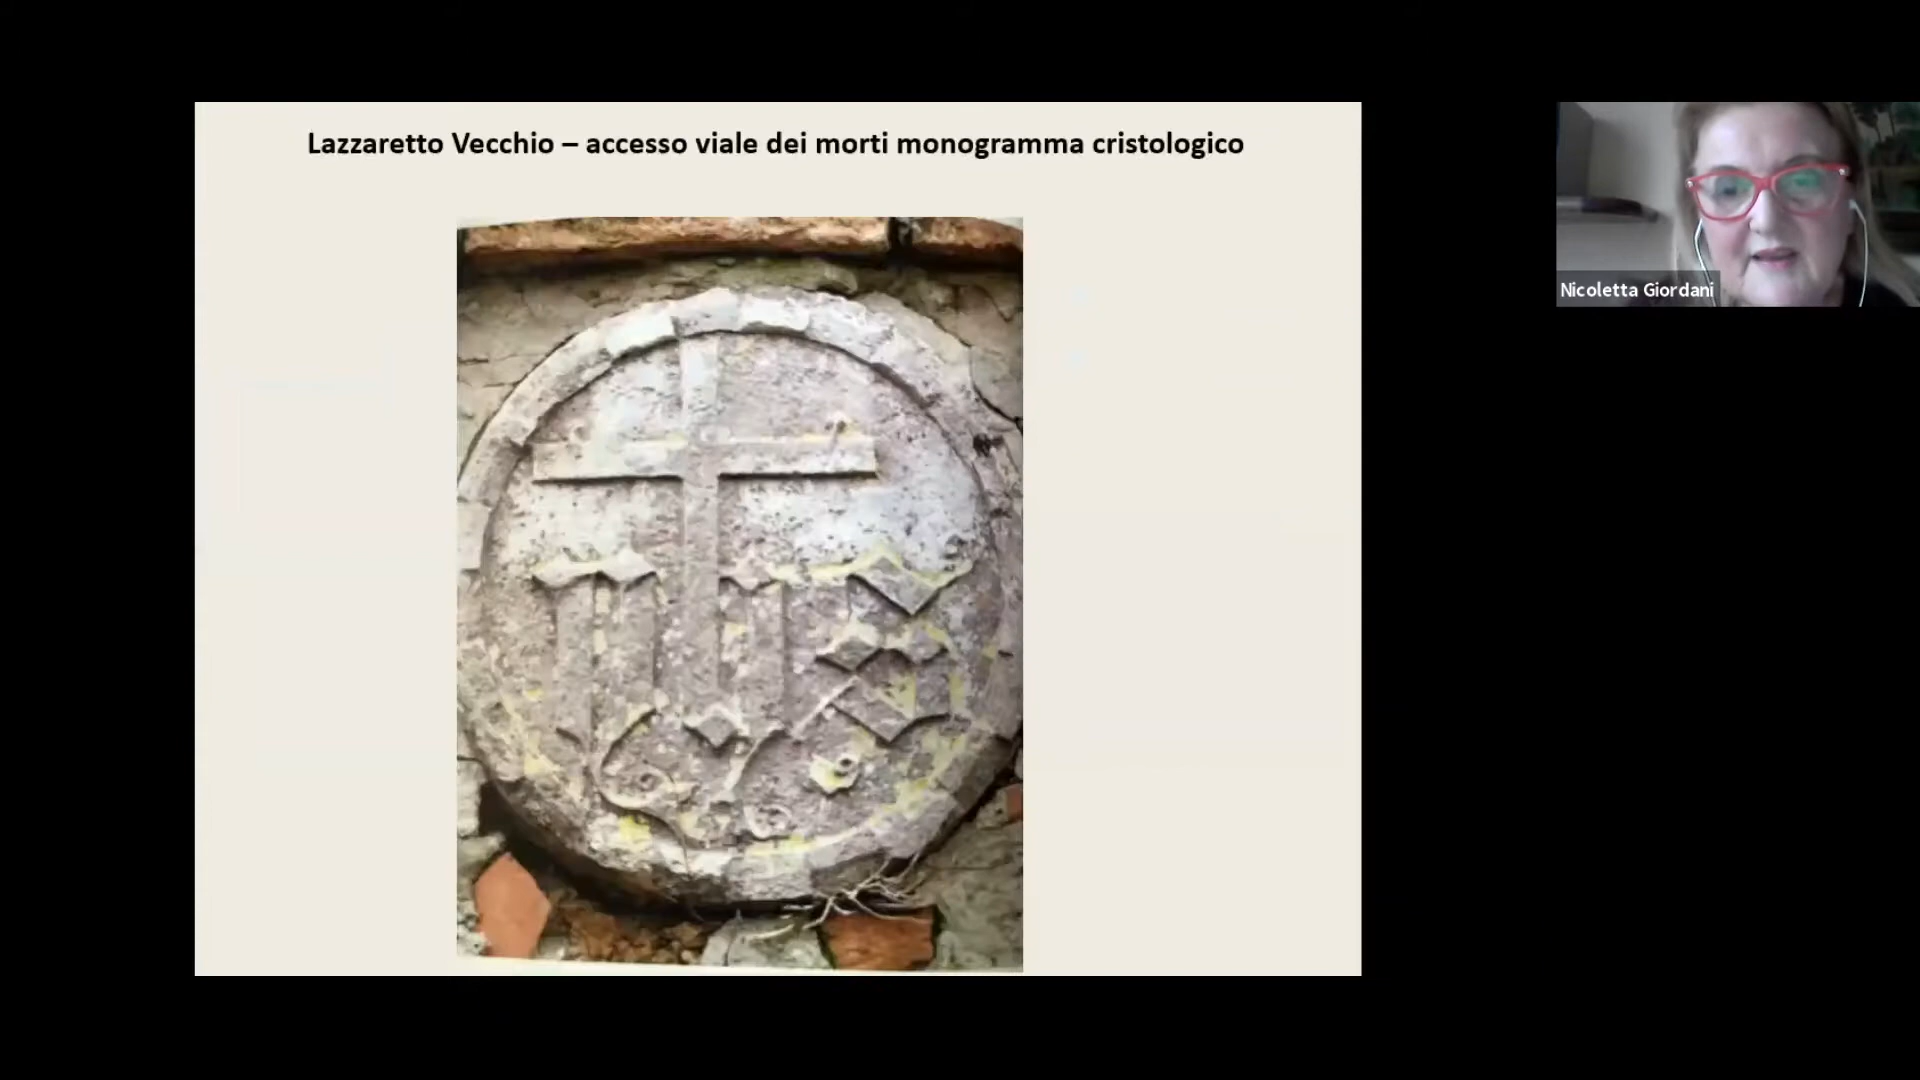 Lazzaretto Vecchio – accesso viale dei morti monogramma cristologico
Nicoletta Giordani